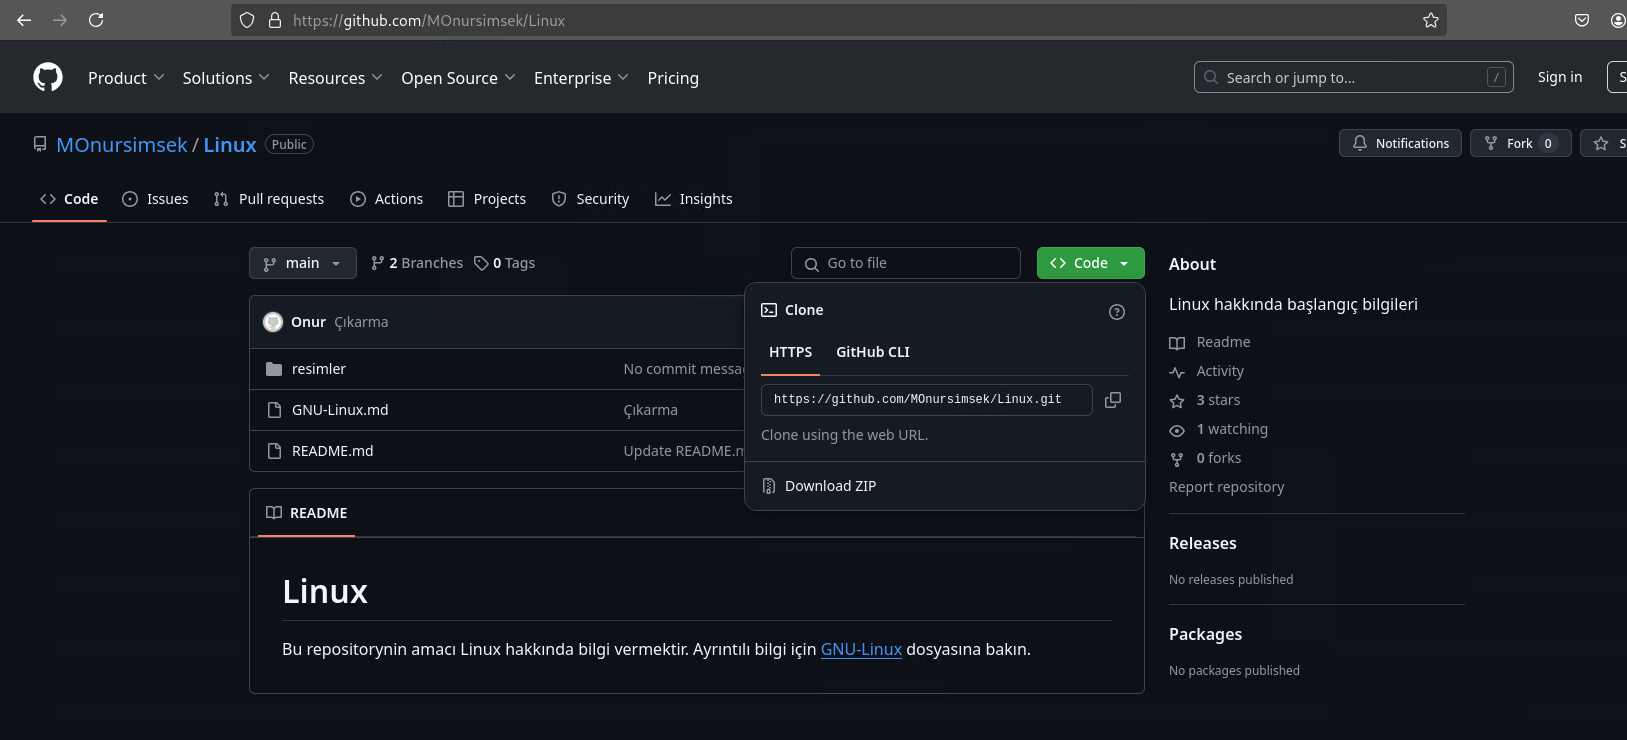 https://github.com/MOnursimsek/Linux
Product Solutions Resources Open Source Enterprise Pricing Search or jump to... / Sign in
MOnursimsek / Linux Public Notifications Fork 0
Code Issues Pull requests Actions Projects Security Insights
main 2 Branches 0 Tags Go to file Code
Onur Çıkarma
resimler No commit
GNU-Linux.md Çıkarma
README.md Update
Clone
HTTPS GitHub CLI
https://github.com/MOnursimsek/Linux.git
Clone using the web URL.
Download ZIP
README
Linux
Bu repositorynin amacı Linux hakkında bilgi vermektir. Ayrıntılı bilgi için GNU-Linux dosyasına bakın.
About
Linux hakkında başlangıç bilgileri
Readme
Activity
3 stars
1 watching
0 forks
Report repository
Releases
No releases published
Packages
No packages published